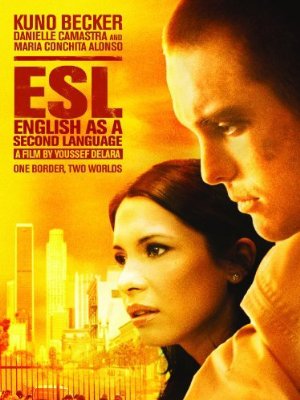 KUNO BECKER
DANIELLE CAMASTRA AND
MARIA CONCHITA ALONSO
ESL
ENGLISH AS A
SECOND LANGUAGE
A FILM BY YOUSSEF DELARA
ONE BORDER, TWO WORLDS